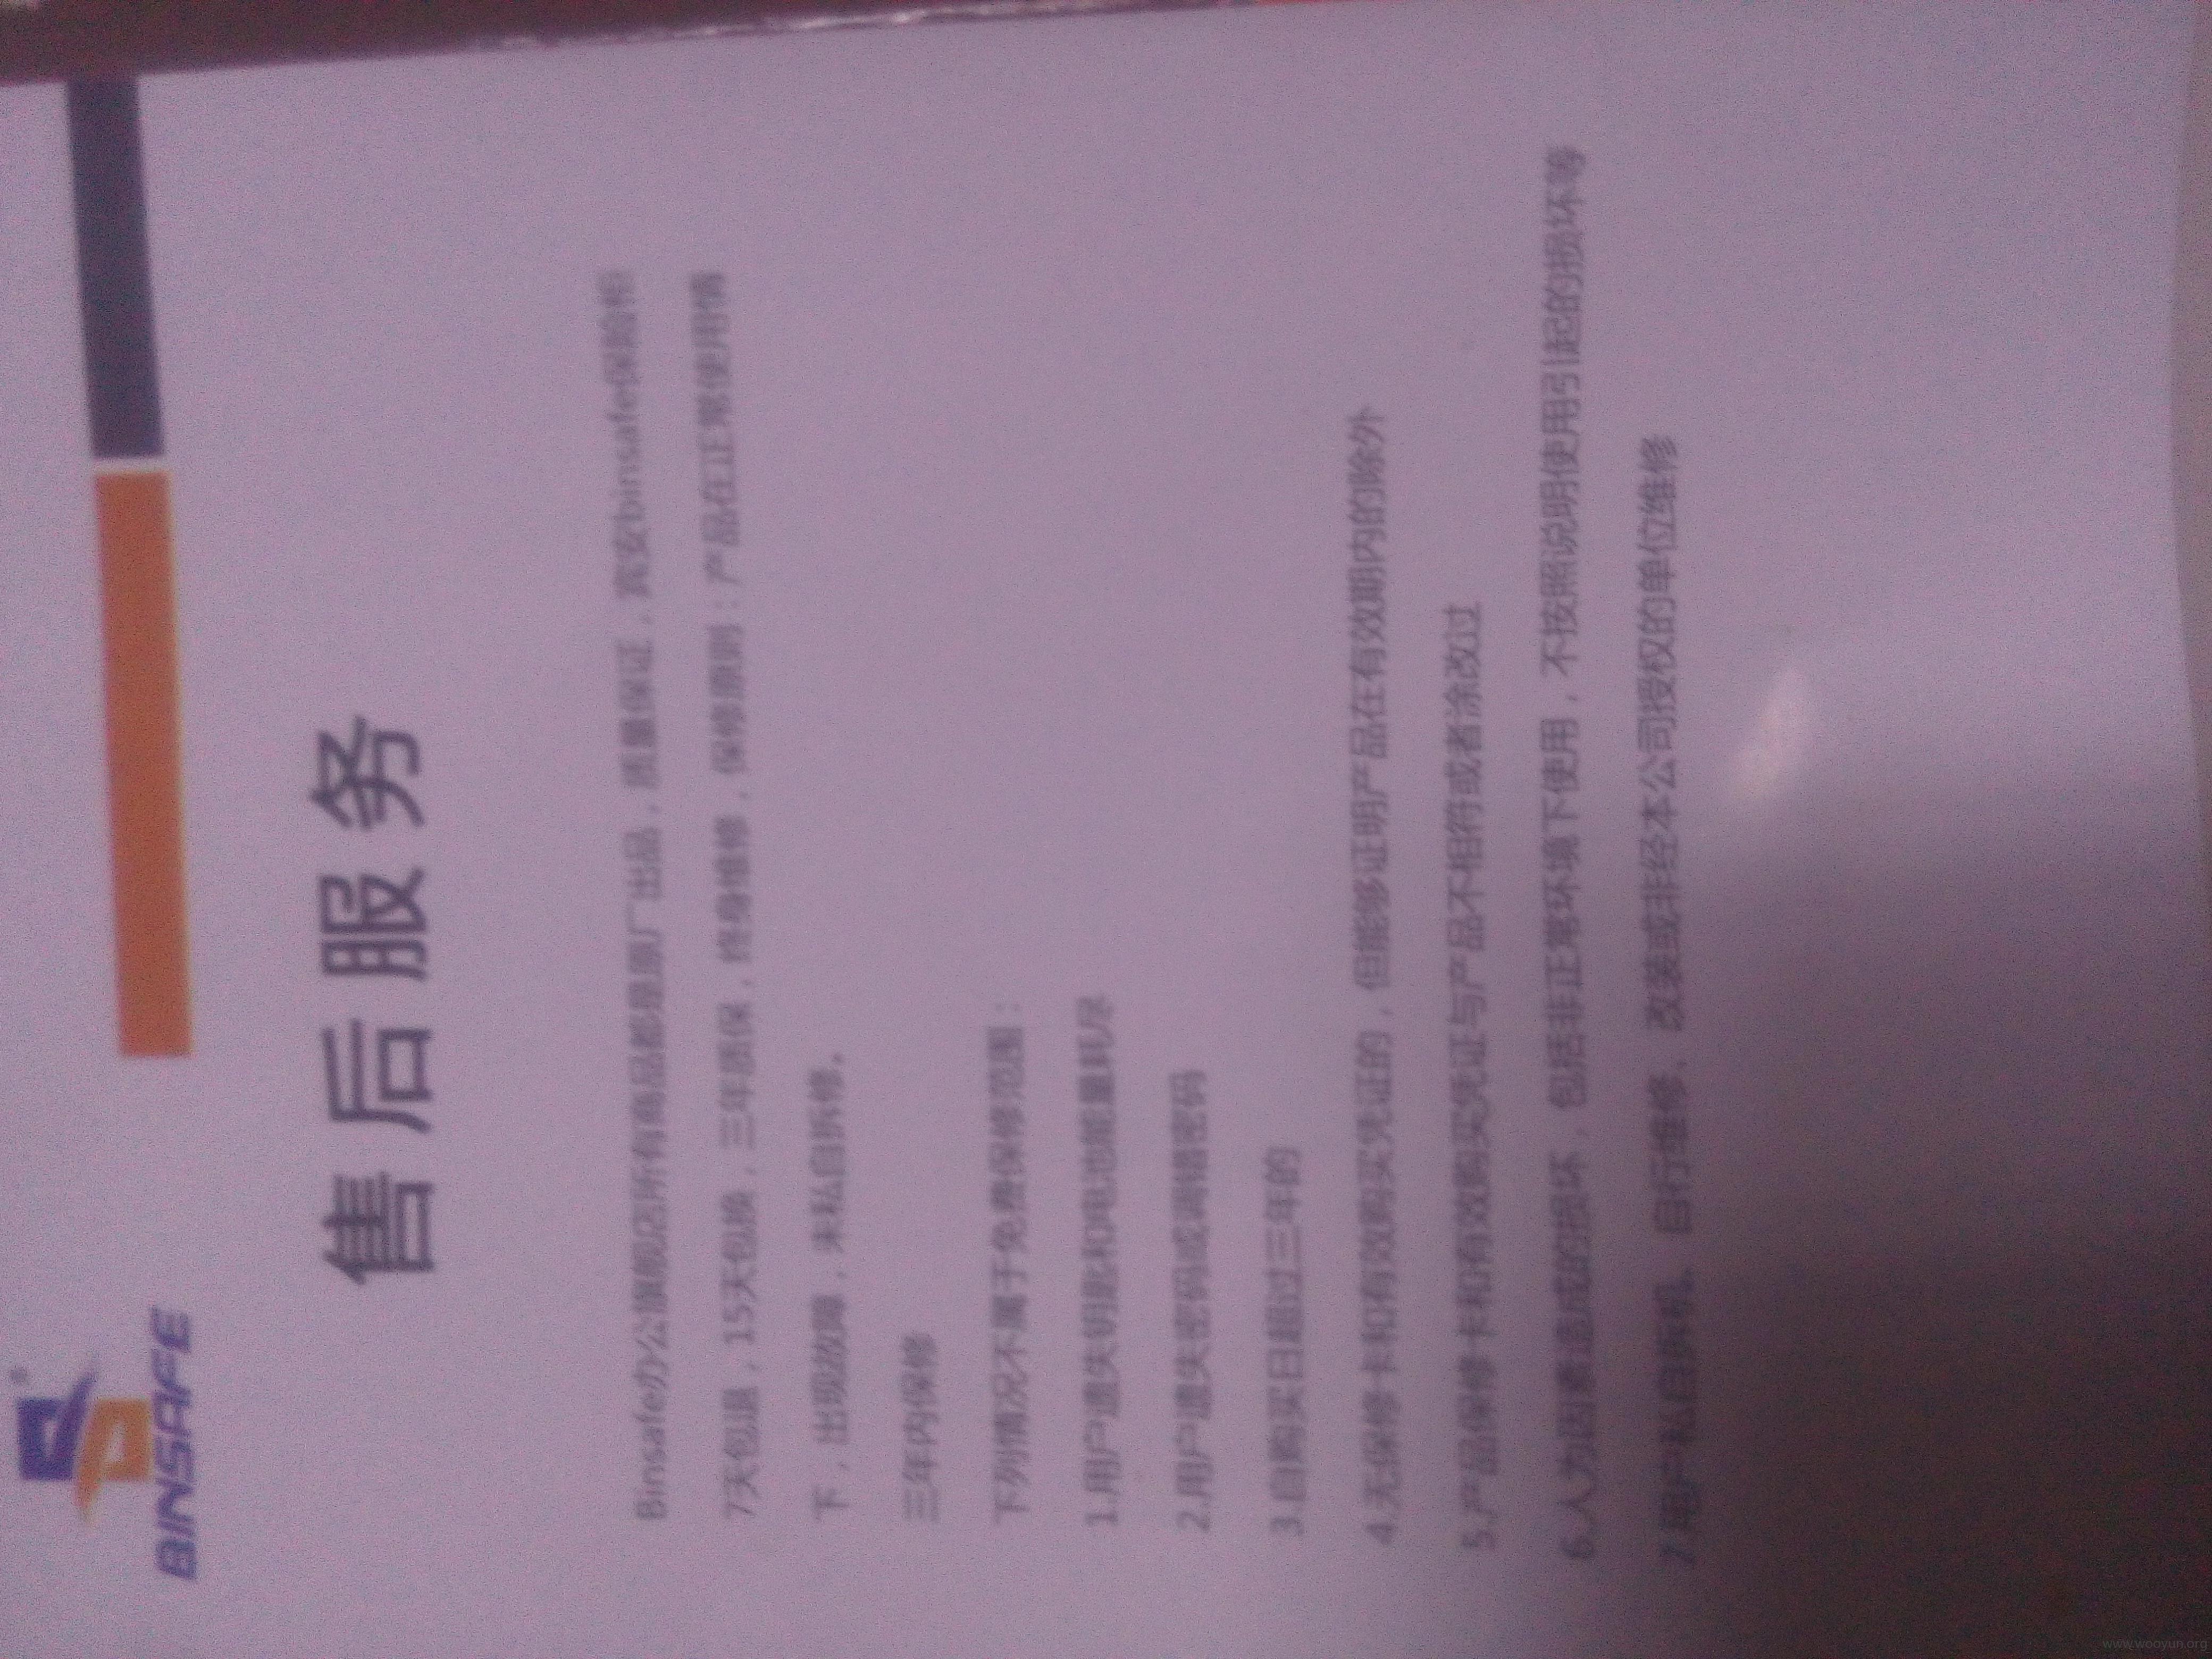 BINSAFE
售后服务
Binsafe办公旗舰店所有商品都是原厂出品，质量保证，宾安binsafe保险柜
7天包退，15天包换，三年质保，终身维修，保修原则：产品在正常使用情
下，出现故障，未私自拆修。
三年内保修
下列情况不属于免费保修范围：
1.用户遗失钥匙和电池能量耗尽
2.用户遗失密码或调错密码
3.自购买日超过三年的
4.无保修卡和有效购买凭证的，但能够证明产品在有效期内的除外
5.产品保修卡和有效购买凭证与产品不相符或者涂改过
6.人为因素造成的损坏，包括非正常环境下使用，不按照说明使用引起的损坏等
7.用户私自拆机、自行维修、改装或非经本公司授权的单位维修
www.wooyun.org